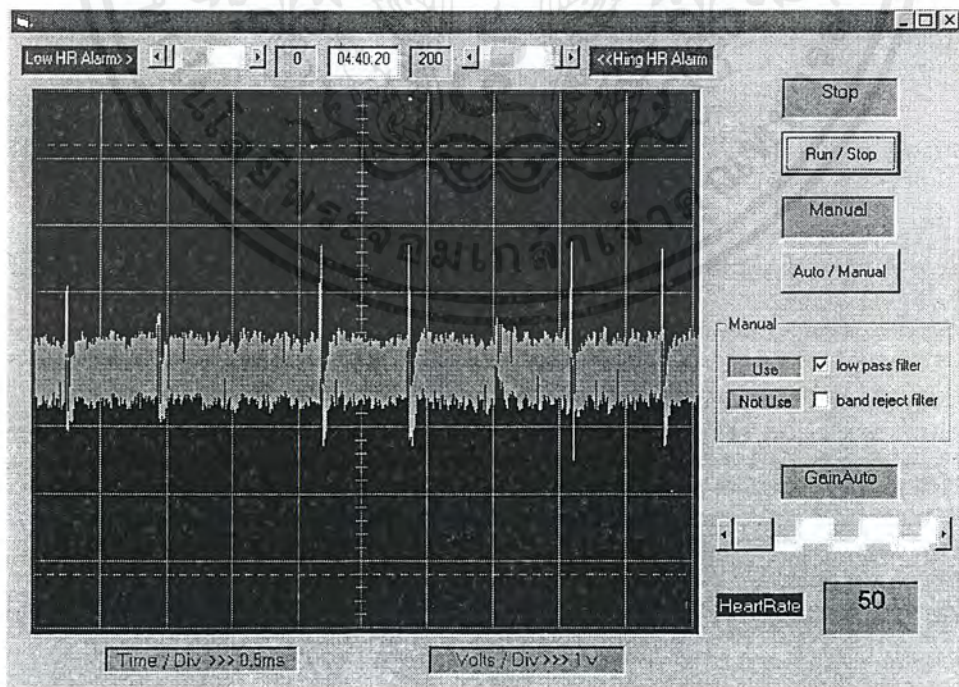 Low HR Alarm>> 0 04:40:20 200 <<Hing HR Alarm
Stop
Run / Stop
Manual
Auto / Manual
Manual
Use low pass filter
Not Use band reject filter
GainAuto
HeartRate 50
Time / Div >>> 0.5ms Volts / Div >>> 1 v